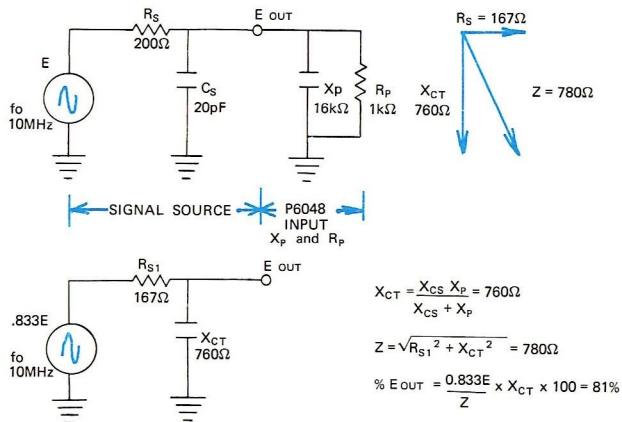 RS
200Ω
E OUT
E
fo
10MHz
CS
20pF
XP
16kΩ
RP
1kΩ
RS = 167Ω
XCT
760Ω
Z = 780Ω
SIGNAL SOURCE
P6048
INPUT
XP and RP
RS1
167Ω
E OUT
.833E
fo
10MHz
XCT
760Ω
XCT = XCS XP / XCS + XP = 760Ω
Z = √RS1² + XCT² = 780Ω
% EOUT = 0.833E / Z x XCT x 100 = 81%